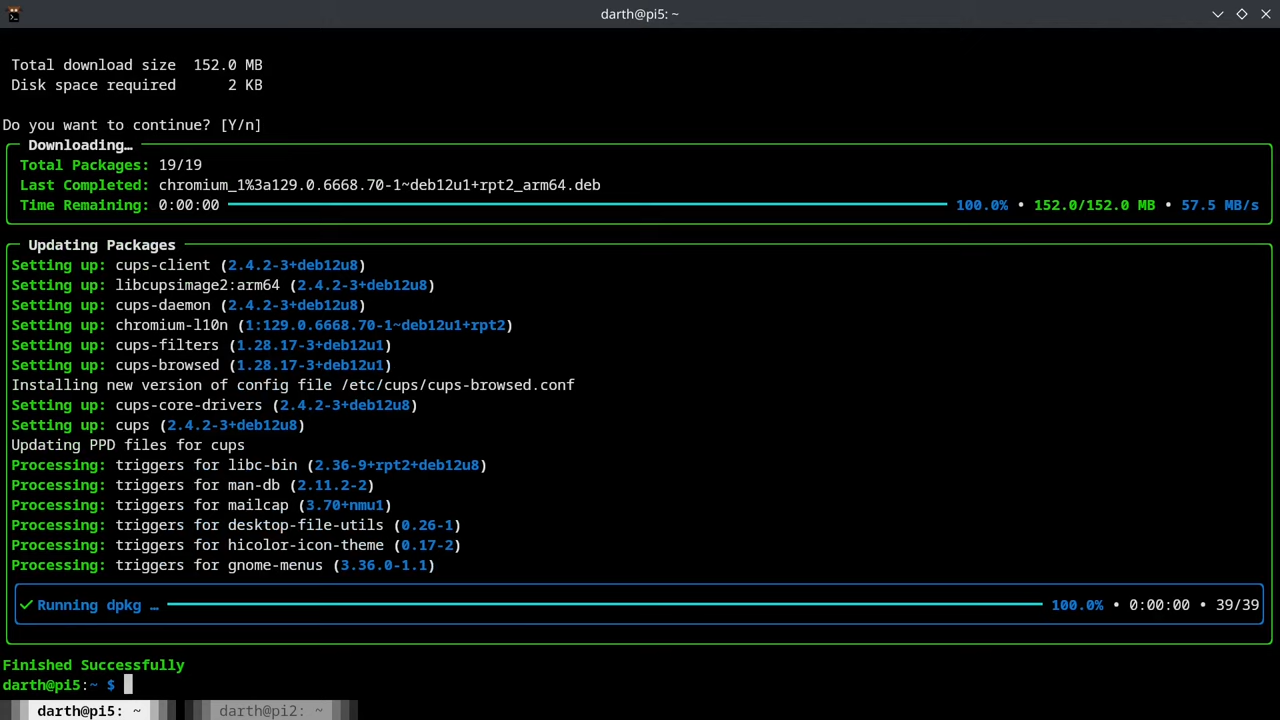 darth@pi5: ~
Total download size 152.0 MB
Disk space required 2 KB
Do you want to continue? [Y/n]
Downloading…
Total Packages: 19/19
Last Completed: chromium_1%3a129.0.6668.70-1~deb12u1+rpt2_arm64.deb
Time Remaining: 0:00:00 100.0% • 152.0/152.0 MB • 57.5 MB/s
Updating Packages
Setting up: cups-client (2.4.2-3+deb12u8)
Setting up: libcupsimage2:arm64 (2.4.2-3+deb12u8)
Setting up: cups-daemon (2.4.2-3+deb12u8)
Setting up: chromium-l10n (1:129.0.6668.70-1~deb12u1+rpt2)
Setting up: cups-filters (1.28.17-3+deb12u1)
Setting up: cups-browsed (1.28.17-3+deb12u1)
Installing new version of config file /etc/cups/cups-browsed.conf
Setting up: cups-core-drivers (2.4.2-3+deb12u8)
Setting up: cups (2.4.2-3+deb12u8)
Updating PPD files for cups
Processing: triggers for libc-bin (2.36-9+rpt2+deb12u8)
Processing: triggers for man-db (2.11.2-2)
Processing: triggers for mailcap (3.70+nmu1)
Processing: triggers for desktop-file-utils (0.26-1)
Processing: triggers for hicolor-icon-theme (0.17-2)
Processing: triggers for gnome-menus (3.36.0-1.1)
✓ Running dpkg … 100.0% • 0:00:00 • 39/39
Finished Successfully
darth@pi5:~ $
darth@pi5: ~ darth@pi2: ~